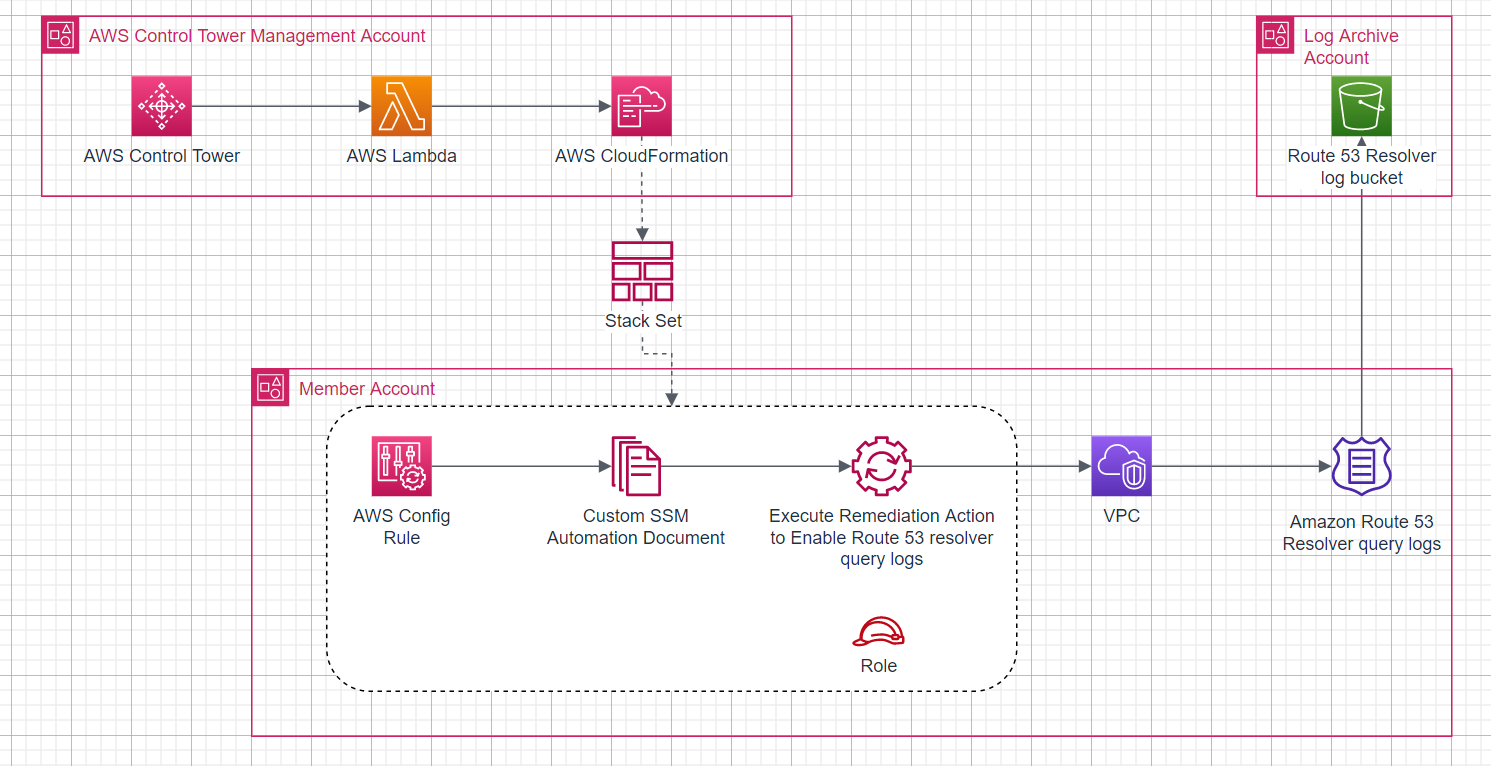 AWS Control Tower Management Account
Log Archive
Account
AWS Control Tower
AWS Lambda
AWS CloudFormation
Route 53 Resolver
log bucket
Stack Set
Member Account
AWS Config
Rule
Custom SSM
Automation Document
Execute Remediation Action
to Enable Route 53 resolver
query logs
VPC
Amazon Route 53
Resolver query logs
Role